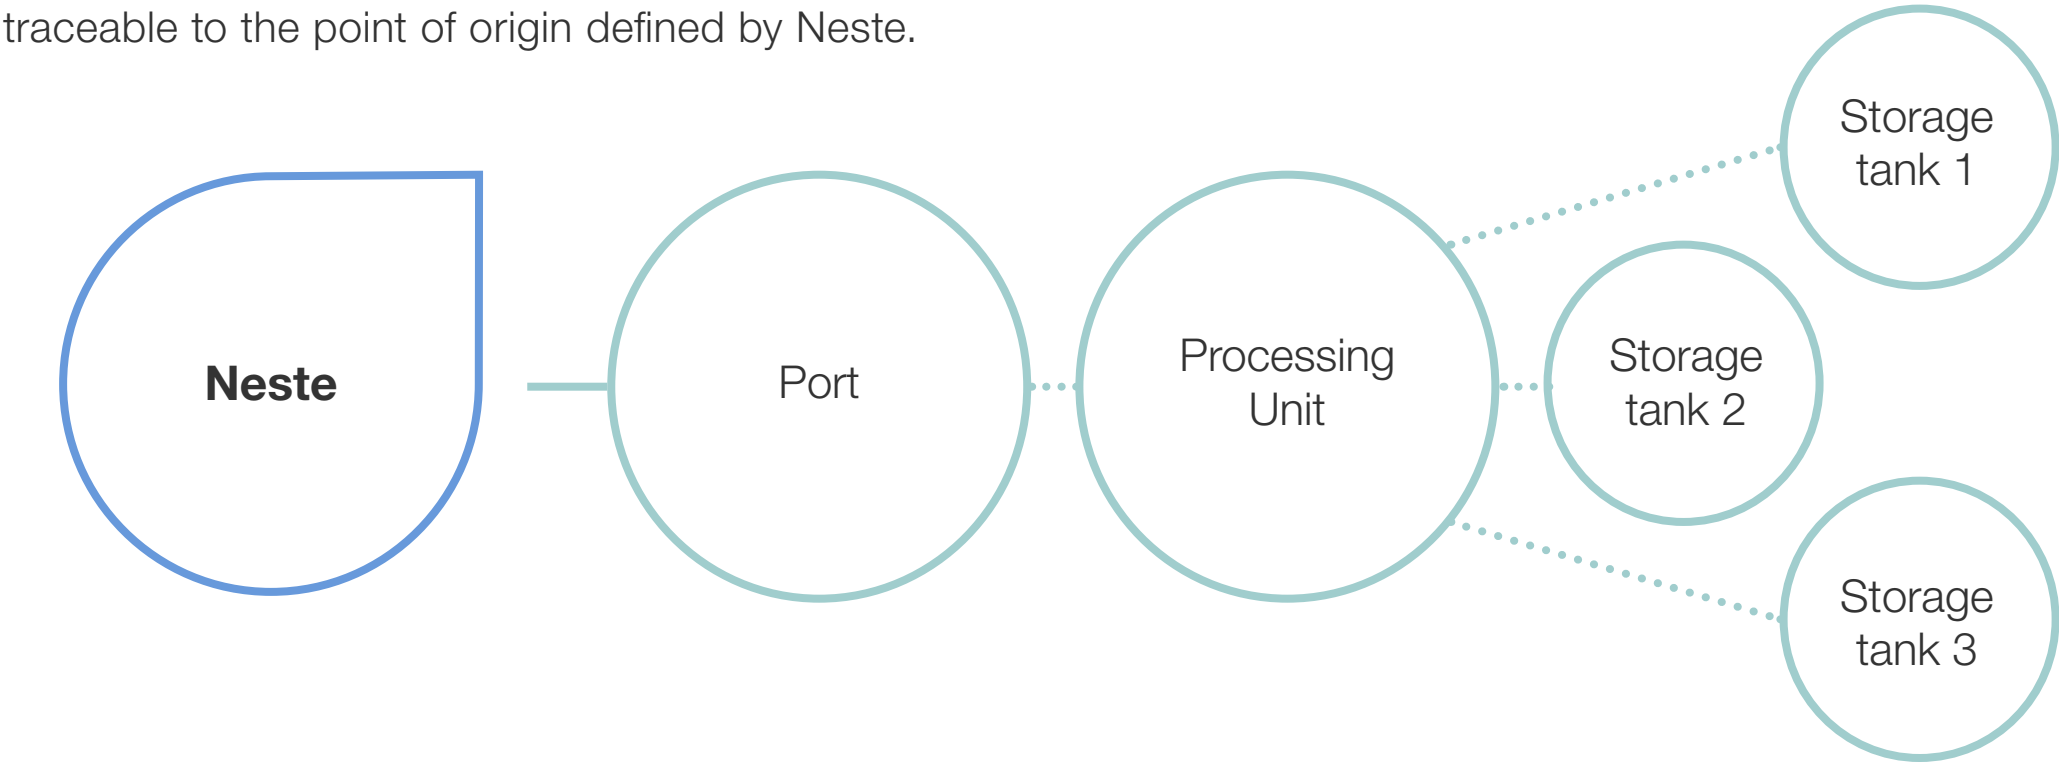 traceable to the point of origin defined by Neste.
Neste
Port
Processing
Unit
Storage
tank 1
Storage
tank 2
Storage
tank 3